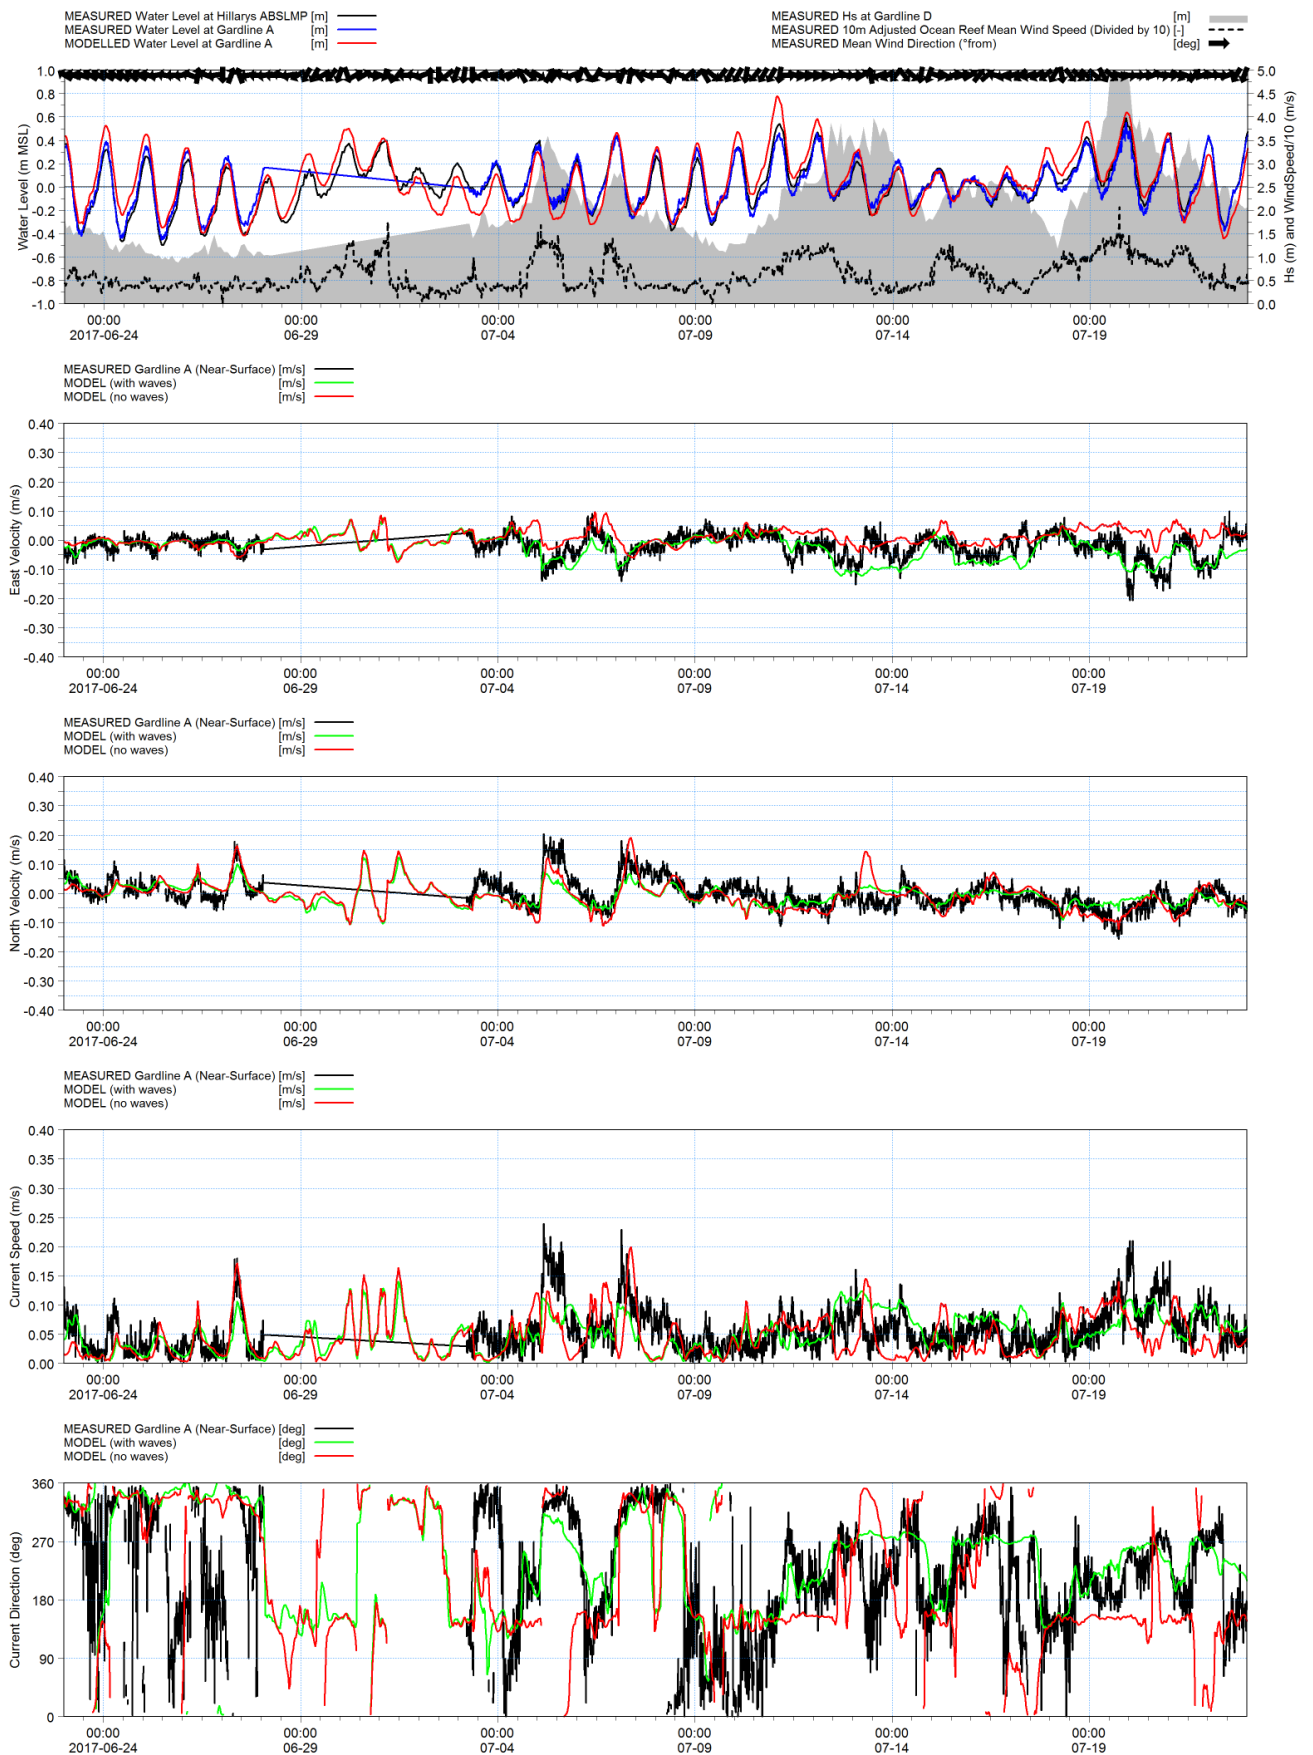 MEASURED Water Level at Hillarys ABSLMP [m]
MEASURED Water Level at Gardline A [m]
MODELLED Water Level at Gardline A [m]
MEASURED Hs at Gardline D [m]
MEASURED 10m Adjusted Ocean Reef Mean Wind Speed (Divided by 10) [-]
MEASURED Mean Wind Direction (°from) [deg]
Water Level (m MSL)
1.0
0.8
0.6
0.4
0.2
0.0
-0.2
-0.4
-0.6
-0.8
-1.0
5.0
4.5
4.0
3.5
3.0
2.5
2.0
1.5
1.0
0.5
0.0
Hs (m) and WindSpeed/10 (m/s)
00:00 00:00 00:00 00:00 00:00 00:00
2017-06-24 06-29 07-04 07-09 07-14 07-19
MEASURED Gardline A (Near-Surface) [m/s]
MODEL (with waves) [m/s]
MODEL (no waves) [m/s]
East Velocity (m/s)
0.40
0.30
0.20
0.10
0.00
-0.10
-0.20
-0.30
-0.40
00:00 00:00 00:00 00:00 00:00 00:00
2017-06-24 06-29 07-04 07-09 07-14 07-19
MEASURED Gardline A (Near-Surface) [m/s]
MODEL (with waves) [m/s]
MODEL (no waves) [m/s]
North Velocity (m/s)
0.40
0.30
0.20
0.10
0.00
-0.10
-0.20
-0.30
-0.40
00:00 00:00 00:00 00:00 00:00 00:00
2017-06-24 06-29 07-04 07-09 07-14 07-19
MEASURED Gardline A (Near-Surface) [m/s]
MODEL (with waves) [m/s]
MODEL (no waves) [m/s]
Current Speed (m/s)
0.40
0.35
0.30
0.25
0.20
0.15
0.10
0.05
0.00
00:00 00:00 00:00 00:00 00:00 00:00
2017-06-24 06-29 07-04 07-09 07-14 07-19
MEASURED Gardline A (Near-Surface) [deg]
MODEL (with waves) [deg]
MODEL (no waves) [deg]
Current Direction (deg)
360
270
180
90
0
00:00 00:00 00:00 00:00 00:00 00:00
2017-06-24 06-29 07-04 07-09 07-14 07-19